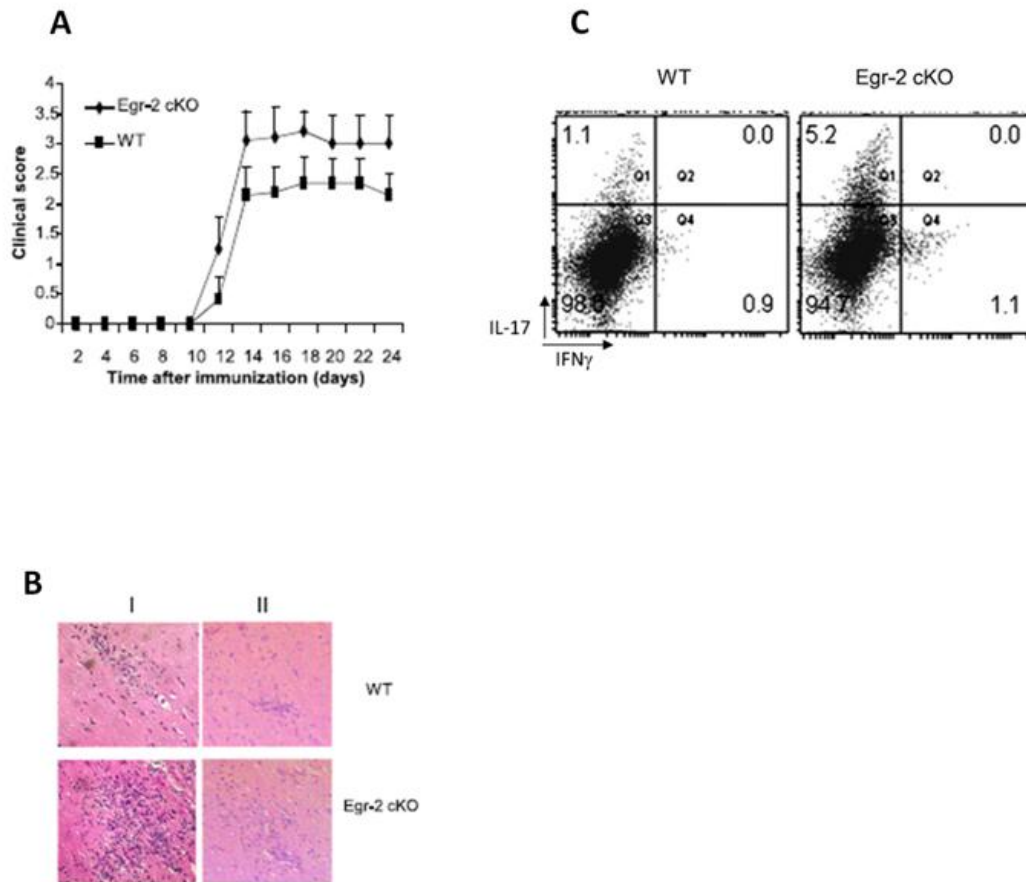 A
Egr-2 cKO
WT
4
3.5
3
2.5
2
1.5
1
0.5
0
Clinical score
2 4 6 8 10 12 14 16 18 20 22 24
Time after immunization (days)
C
WT
Egr-2 cKO
1.1 0.0
Q1 Q2
Q3 Q4
0.9
5.2 0.0
Q1 Q2
Q3 Q4
94.7 1.1
IL-17
IFNγ
B
I II
WT
Egr-2 cKO